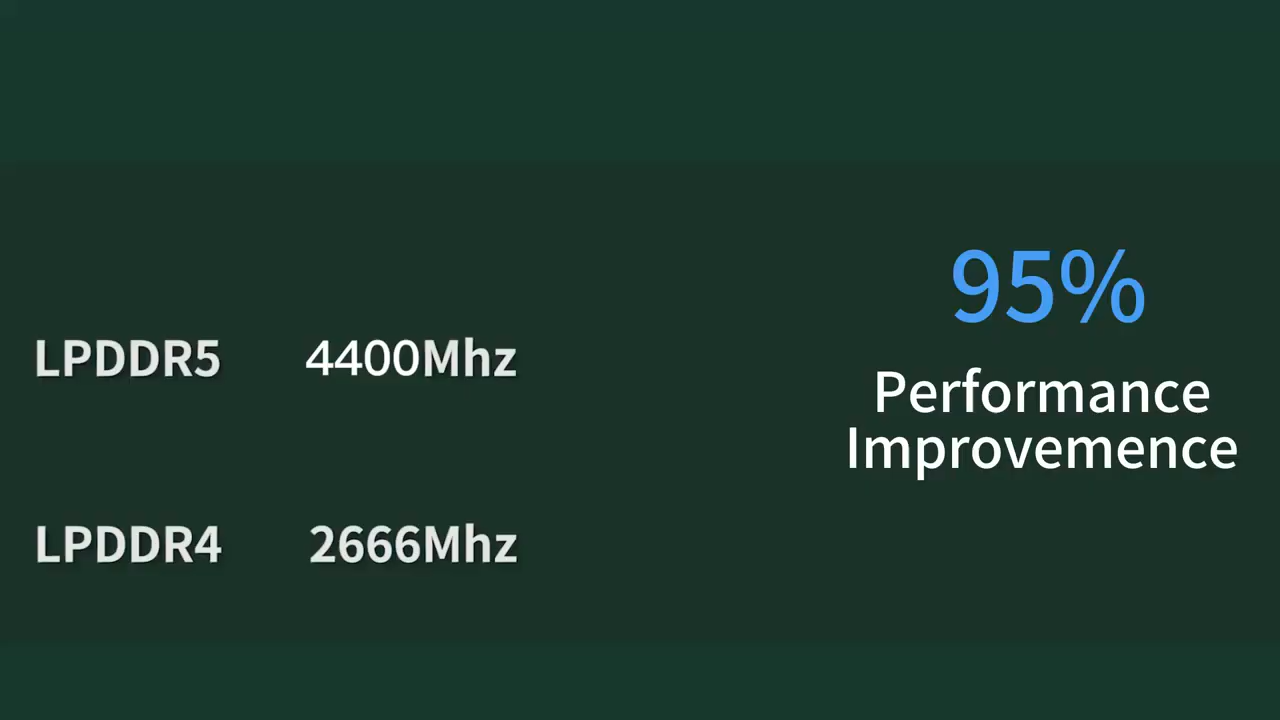 95%
LPDDR5 4400Mhz
Performance
Improvemence
LPDDR4 2666Mhz